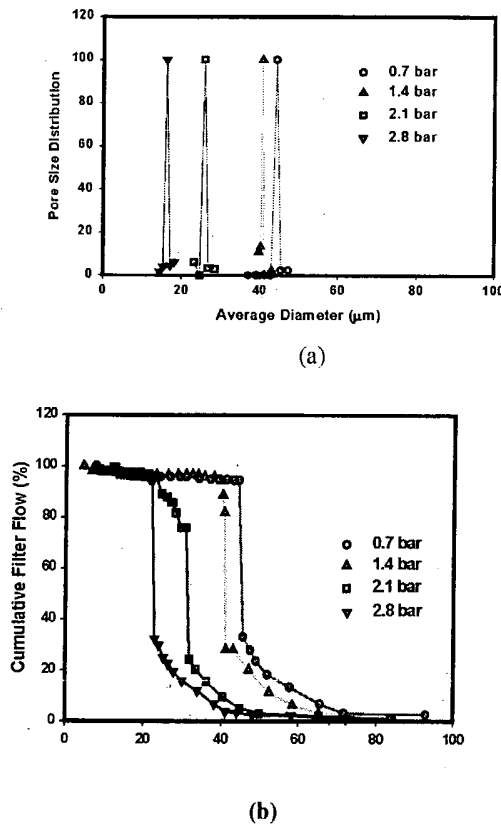 (a)
120
100
80
60
40
20
0
Pore Size Distribution
0.7 bar
1.4 bar
2.1 bar
2.8 bar
0 20 40 60 80 100
Average Diameter (μm)
(a)
120
100
80
60
40
20
0
Cumulative Filter Flow (%)
0.7 bar
1.4 bar
2.1 bar
2.8 bar
0 20 40 60 80 100
(b)